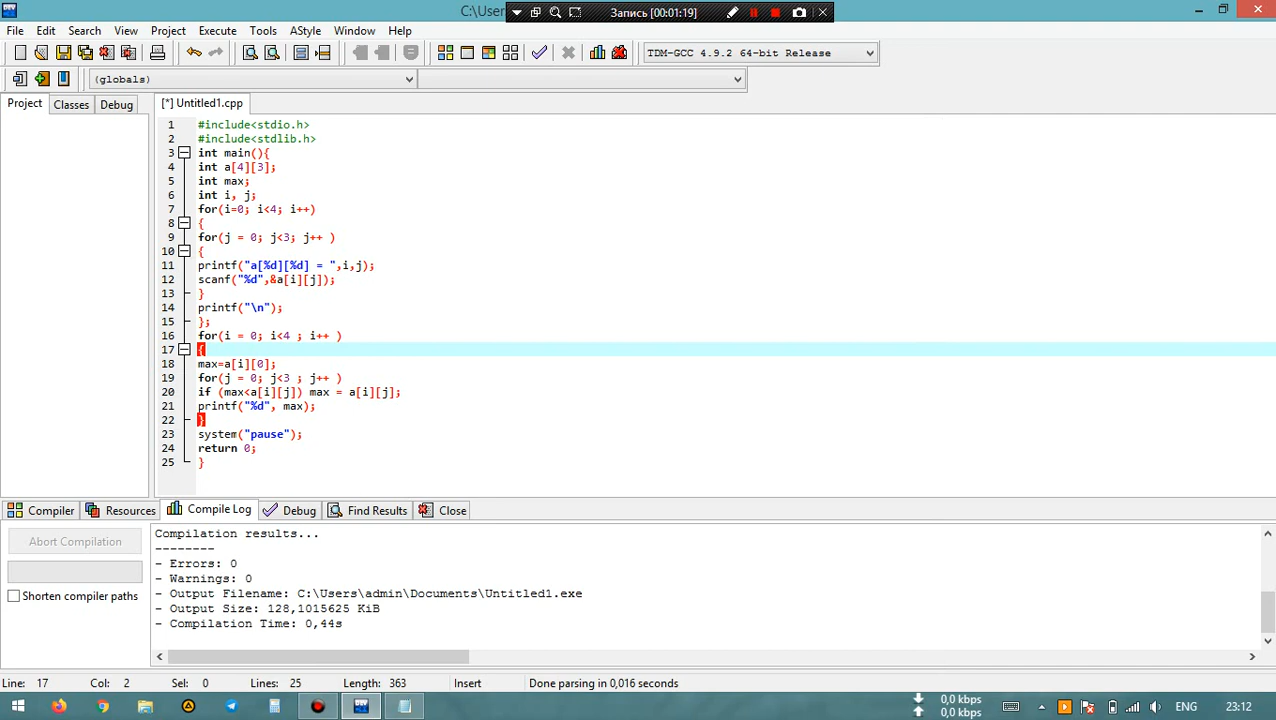 C:\User
Запись [00:01:19]
File Edit Search View Project Execute Tools AStyle Window Help
TDM-GCC 4.9.2 64-bit Release
(globals)
Project Classes Debug
[*] Untitled1.cpp
1 #include<stdio.h>
2 #include<stdlib.h>
3 int main(){
4 int a[4][3];
5 int max;
6 int i, j;
7 for(i=0; i<4; i++)
8 {
9 for(j = 0; j<3; j++ )
10 {
11 printf("a[%d][%d] = ",i,j);
12 scanf("%d",&a[i][j]);
13 }
14 printf("\n");
15 };
16 for(i = 0; i<4 ; i++ )
17 {
18 max=a[i][0];
19 for(j = 0; j<3 ; j++ )
20 if (max<a[i][j]) max = a[i][j];
21 printf("%d", max);
22 }
23 system("pause");
24 return 0;
25 }
Compiler Resources Compile Log Debug Find Results Close
Abort Compilation
Shorten compiler paths
Compilation results...
--------
- Errors: 0
- Warnings: 0
- Output Filename: C:\Users\admin\Documents\Untitled1.exe
- Output Size: 128,1015625 KiB
- Compilation Time: 0,44s
Line: 17 Col: 2 Sel: 0 Lines: 25 Length: 363 Insert Done parsing in 0,016 seconds
0,0 kbps
0,0 kbps
ENG 23:12